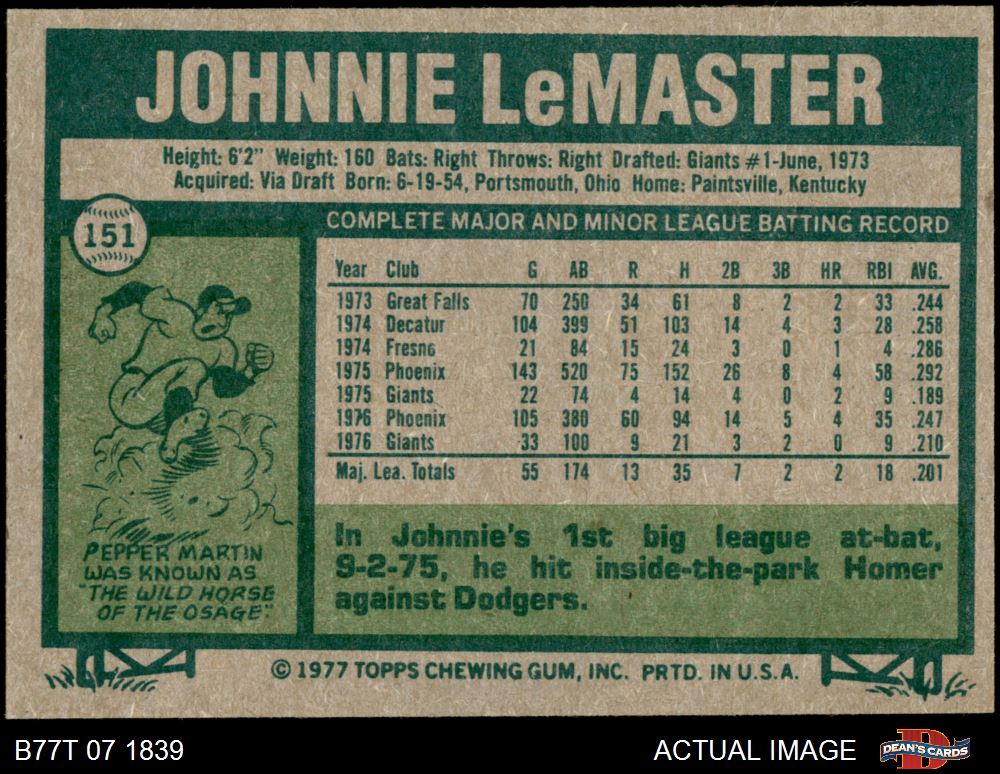 JOHNNIE LeMASTER
Height: 6'2" Weight: 160 Bats: Right Throws: Right Drafted: Giants #1-June, 1973
Acquired: Via Draft Born: 6-19-54, Portsmouth, Ohio Home: Paintsville, Kentucky
151
COMPLETE MAJOR AND MINOR LEAGUE BATTING RECORD
Year Club G AB R H 2B 3B HR RBI AVG.
1973 Great Falls 70 250 34 61 8 2 2 33 .244
1974 Decatur 104 399 51 103 14 4 3 28 .258
1974 Fresno 21 84 15 24 3 0 1 4 .286
1975 Phoenix 143 520 75 152 26 8 4 58 .292
1975 Giants 22 74 4 14 4 0 2 9 .189
1976 Phoenix 105 380 60 94 14 5 4 35 .247
1976 Giants 33 100 9 21 3 2 0 9 .210
Maj. Lea. Totals 55 174 13 35 7 2 2 18 .201
PEPPER MARTIN
WAS KNOWN AS
"THE WILD HORSE
OF THE OSAGE".
In Johnnie's 1st big league at-bat,
9-2-75, he hit inside-the-park Homer
against Dodgers.
© 1977 TOPPS CHEWING GUM, INC. PRTD. IN U.S.A.
B77T 07 1839 ACTUAL IMAGE DEAN'S CARDS